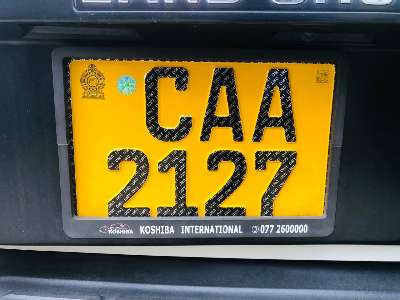 CAA
2127
KOSHIBA KOSHIBA INTERNATIONAL 077 2600000